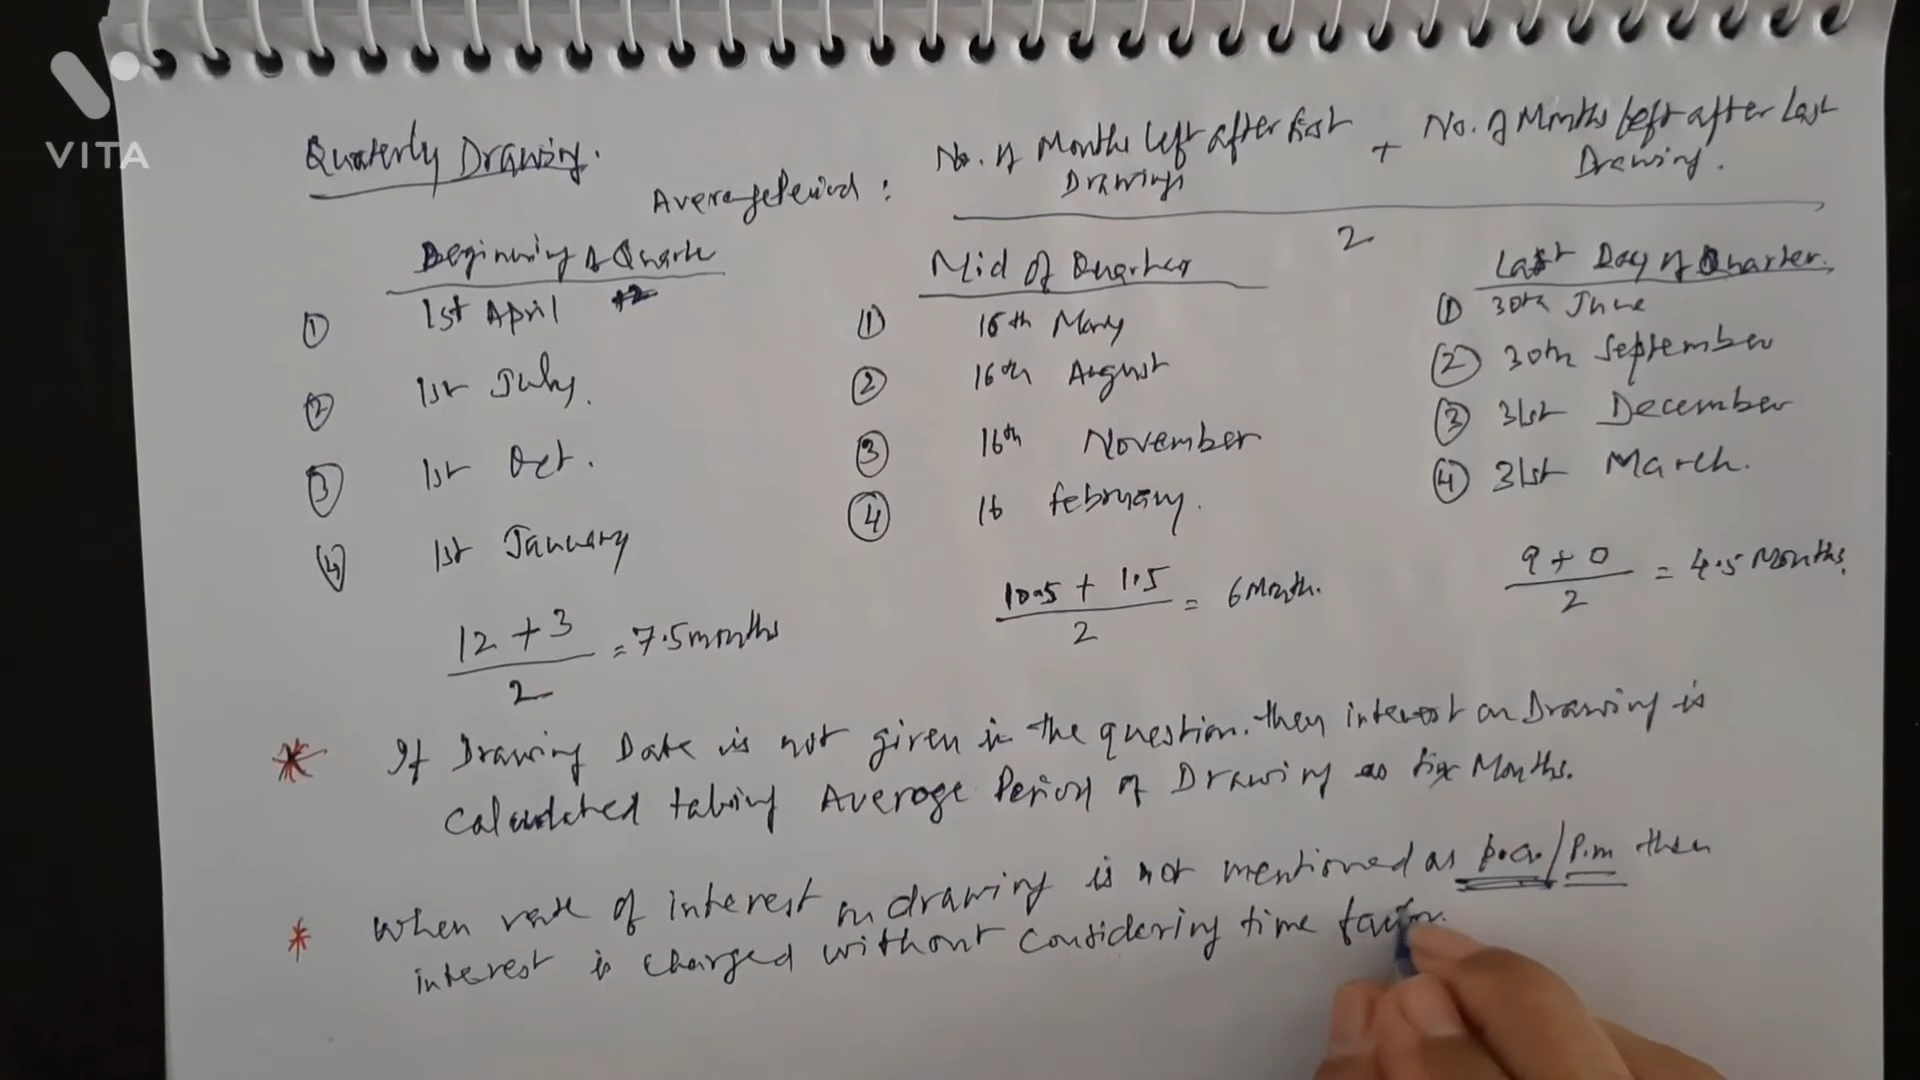 VITA
Quaterly Drawing.
Average Period :
No. of Months left after first Drawings + No. of Months left after Last Drawing.
2
Beginning of Quarte
① 1st April
② 1st July.
③ 1st Oct.
④ 1st January
12 + 3
2
= 7.5 months
Mid of Quarter
① 16th May
② 16th August
③ 16th November
④ 16 february.
10.5 + 1.5
2
= 6 Month.
Last Day of Quarter.
① 30th June
② 30th September
③ 31st December
④ 31st March.
9 + 0
2
= 4.5 Months.
* If Drawing Date is not given in the question. then interest on Drawing is
calculated taking Average Period of Drawing as six Months.
* When rate of interest on drawing is not mentioned as p.a./P.m then
interest is charged without considering time factor.